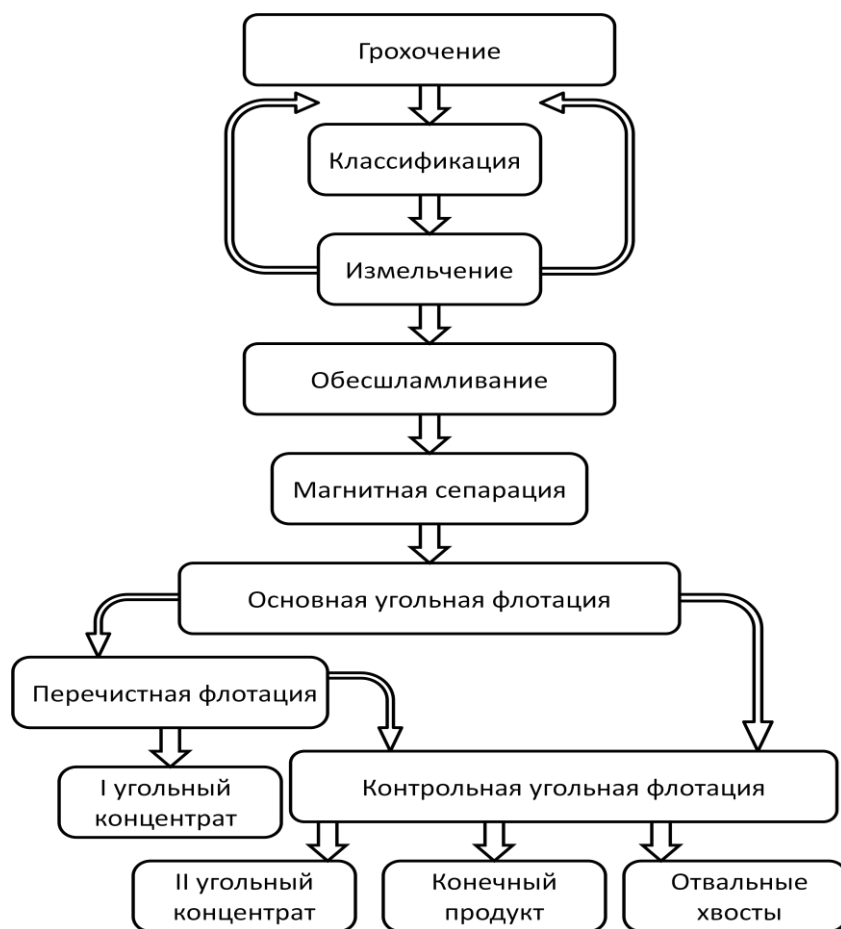 Грохочение
Классификация
Измельчение
Обесшламливание
Магнитная сепарация
Основная угольная флотация
Перечистная флотация
I угольный
концентрат
Контрольная угольная флотация
II угольный
концентрат
Конечный
продукт
Отвальные
хвосты